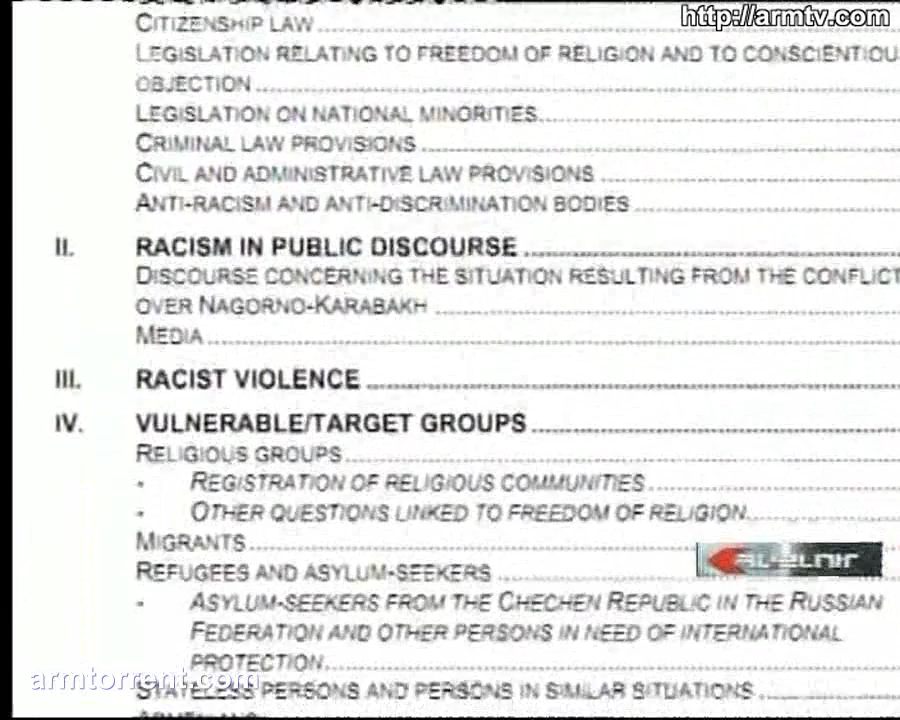 http://armtv.com
CITIZENSHIP LAW
LEGISLATION RELATING TO FREEDOM OF RELIGION AND TO CONSCIENTIOU
OBJECTION
LEGISLATION ON NATIONAL MINORITIES
CRIMINAL LAW PROVISIONS
CIVIL AND ADMINISTRATIVE LAW PROVISIONS
ANTI-RACISM AND ANTI-DISCRIMINATION BODIES
II. RACISM IN PUBLIC DISCOURSE
DISCOURSE CONCERNING THE SITUATION RESULTING FROM THE CONFLICT
OVER NAGORNO-KARABAKH
MEDIA
III. RACIST VIOLENCE
IV. VULNERABLE/TARGET GROUPS
RELIGIOUS GROUPS
- REGISTRATION OF RELIGIOUS COMMUNITIES
- OTHER QUESTIONS LINKED TO FREEDOM OF RELIGION
MIGRANTS
REFUGEES AND ASYLUM-SEEKERS
- ASYLUM-SEEKERS FROM THE CHECHEN REPUBLIC IN THE RUSSIAN
FEDERATION AND OTHER PERSONS IN NEED OF INTERNATIONAL
PROTECTION
armtorrent.com
STATELESS PERSONS AND PERSONS IN SIMILAR SITUATIONS